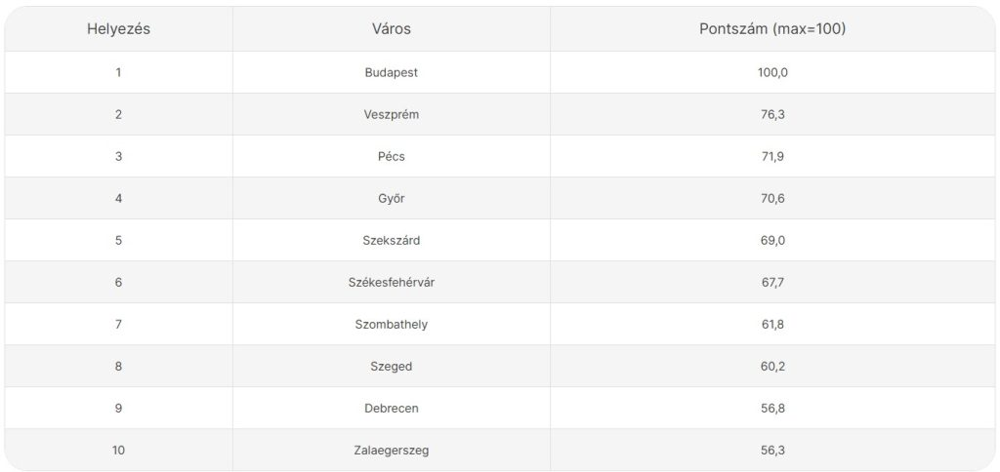 Helyezés Város Pontszám (max=100)
1 Budapest 100,0
2 Veszprém 76,3
3 Pécs 71,9
4 Győr 70,6
5 Szekszárd 69,0
6 Székesfehérvár 67,7
7 Szombathely 61,8
8 Szeged 60,2
9 Debrecen 56,8
10 Zalaegerszeg 56,3